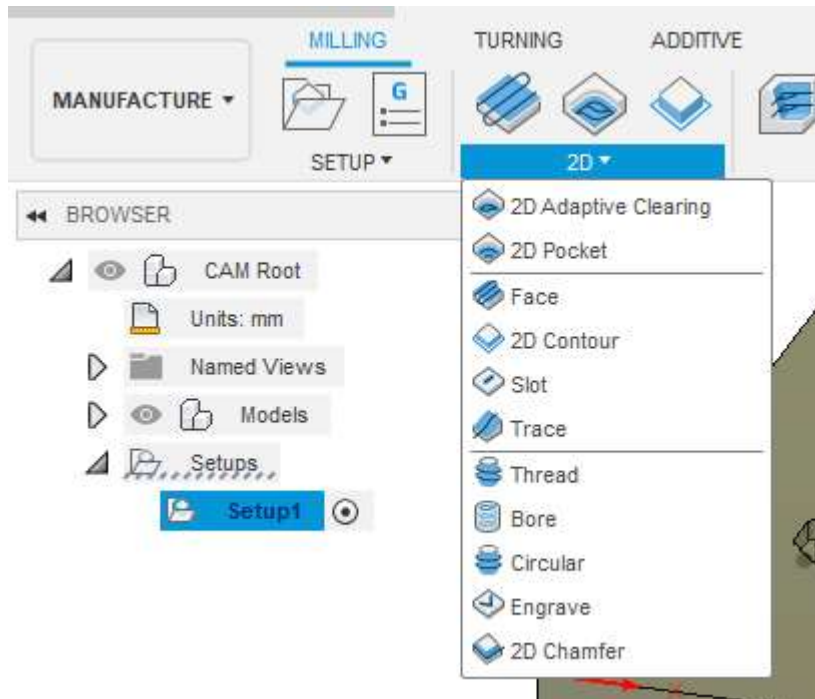 MILLING TURNING ADDITIVE
MANUFACTURE
G
SETUP 2D
BROWSER
CAM Root
Units: mm
Named Views
Models
Setups
Setup1
2D Adaptive Clearing
2D Pocket
Face
2D Contour
Slot
Trace
Thread
Bore
Circular
Engrave
2D Chamfer
X